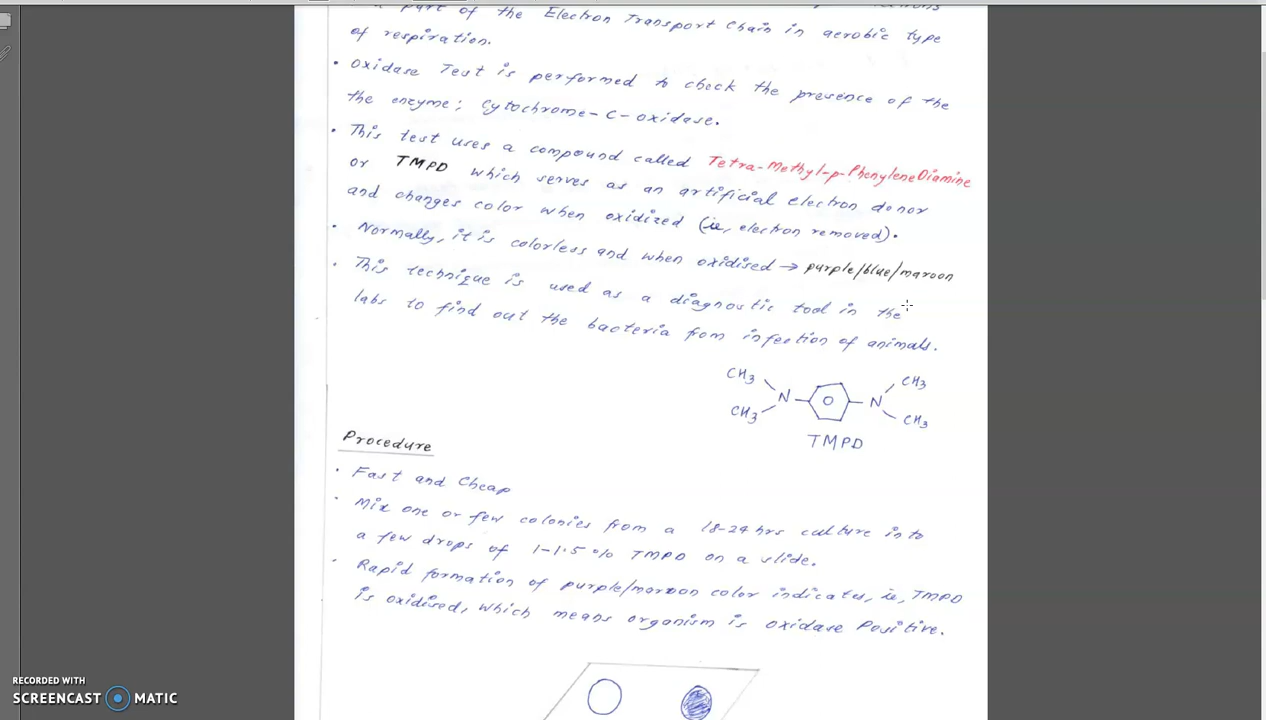 a part of the Electron Transport Chain in aerobic type
of respiration.
• Oxidase Test is performed to check the presence of the
the enzyme; Cytochrome-C-oxidase.
• This test uses a compound called Tetra-Methyl-p-PhenyleneDiamine
or TMPD which serves as an artificial electron donor
and changes color when oxidized (ie, electron removed).
• Normally, it is colorless and when oxidised → purple/blue/maroon
• This technique is used as a diagnostic tool in the
labs to find out the bacteria from infection of animals.
CH3 CH3
N N
CH3 CH3
TMPD
Procedure
• Fast and Cheap
• Mix one or few colonies from a 18-24 hrs culture in to
a few drops of 1-1.5% TMPD on a slide.
• Rapid formation of purple/maroon color indicates, ie, TMPD
is oxidised, which means organism is oxidase Positive.
RECORDED WITH
SCREENCAST MATIC